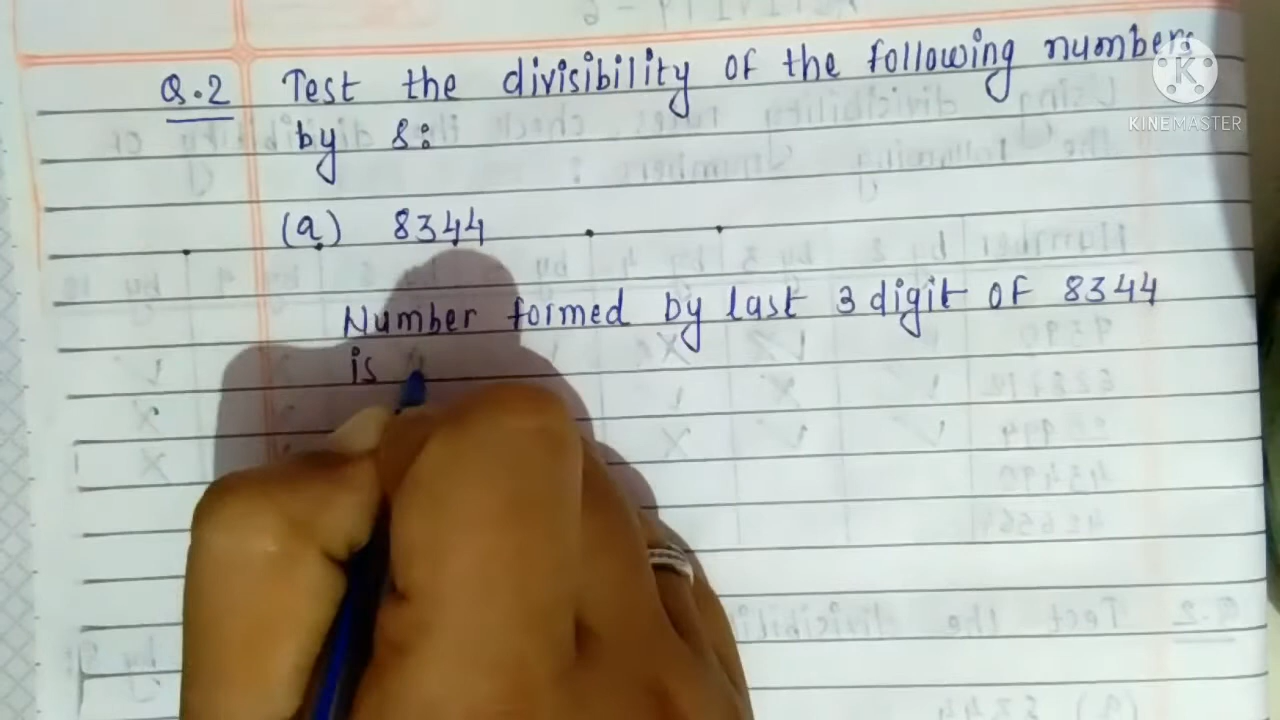 Q.2 Test the divisibility of the following numbers
by 8:
(a) 8344
Number formed by last 3 digit of 8344
is
KINEMASTER